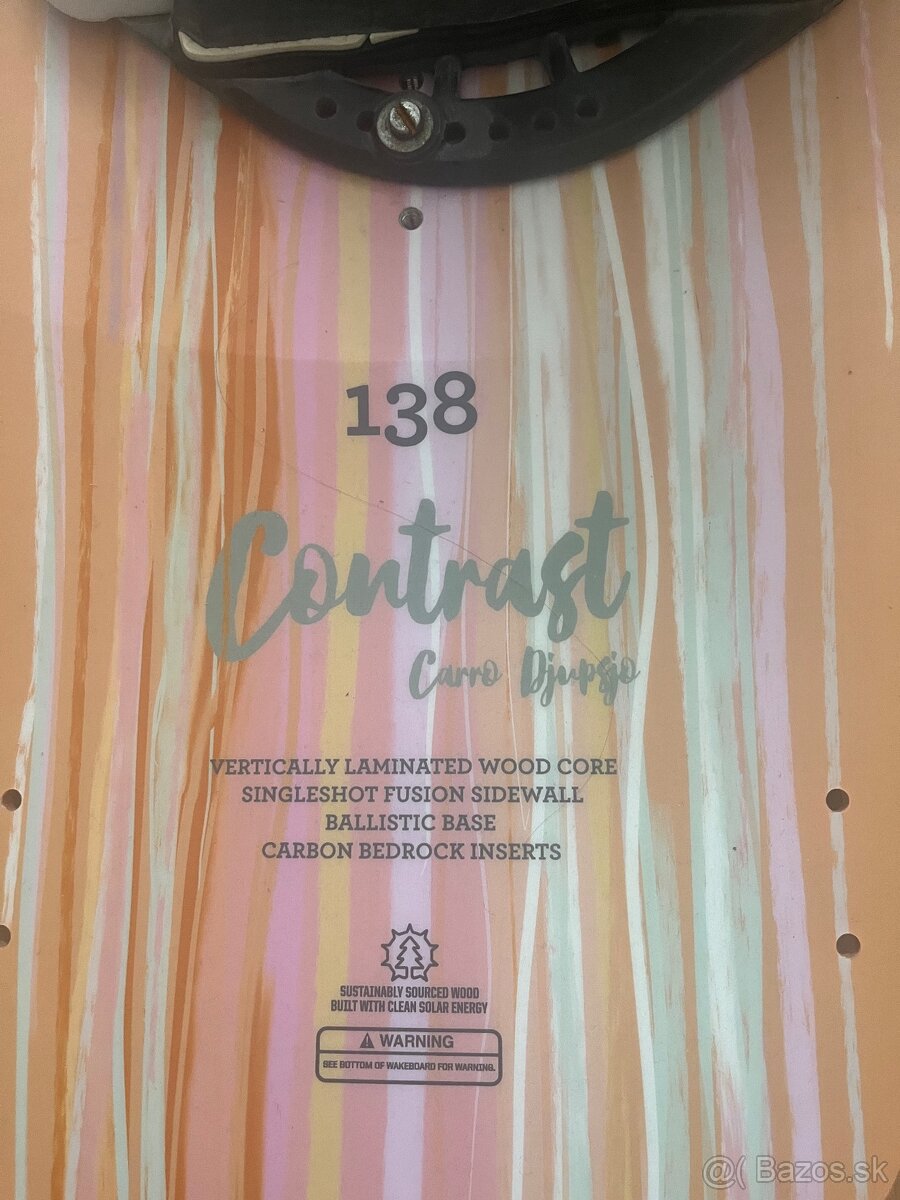 138
Contrast
Carro Djupsjo
VERTICALLY LAMINATED WOOD CORE
SINGLESHOT FUSION SIDEWALL
BALLISTIC BASE
CARBON BEDROCK INSERTS
SUSTAINABLY SOURCED WOOD
BUILT WITH CLEAN SOLAR ENERGY
WARNING
SEE BOTTOM OF WAKEBOARD FOR WARNING.
@( Bazos.sk